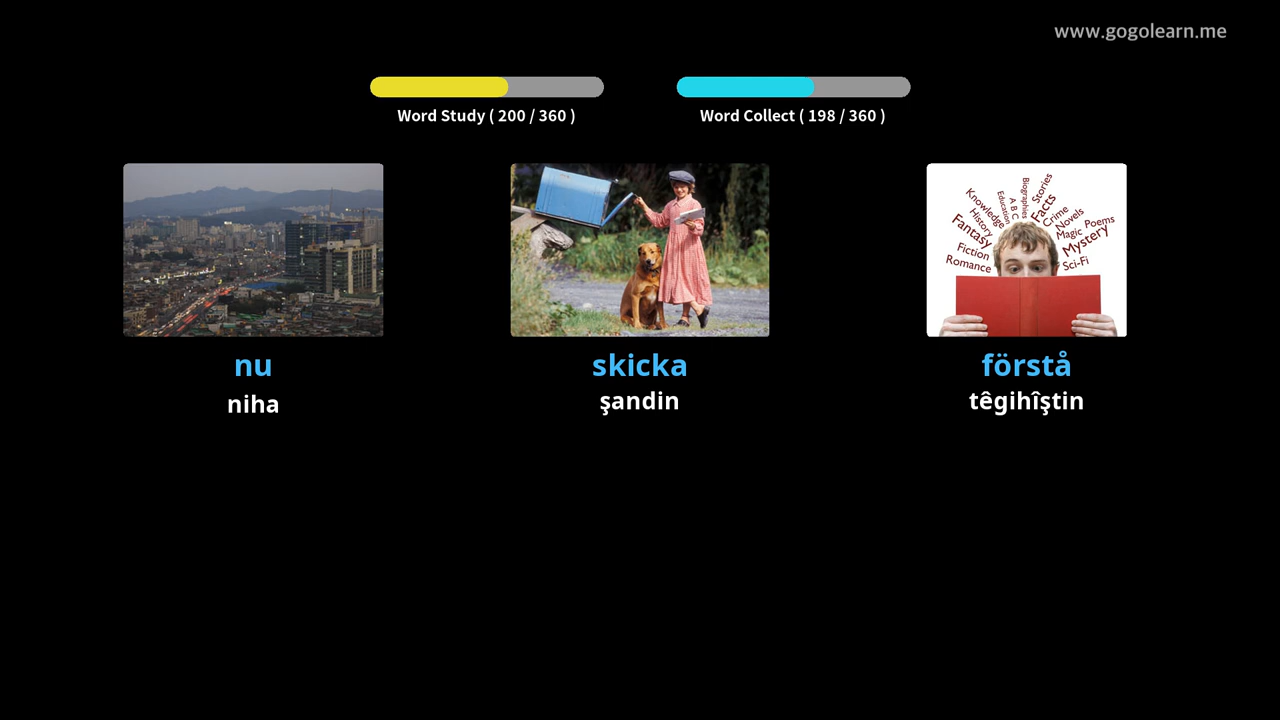 www.gogolearn.me
Word Study ( 200 / 360 )
Word Collect ( 198 / 360 )
Knowledge
History
Fantasy
Fiction
Romance
Education
A B C
Biographies
Stories
Facts
Crime
Novels
Magic
Poems
Mystery
Sci-Fi
nu
skicka
förstå
niha
şandin
têgihîştin